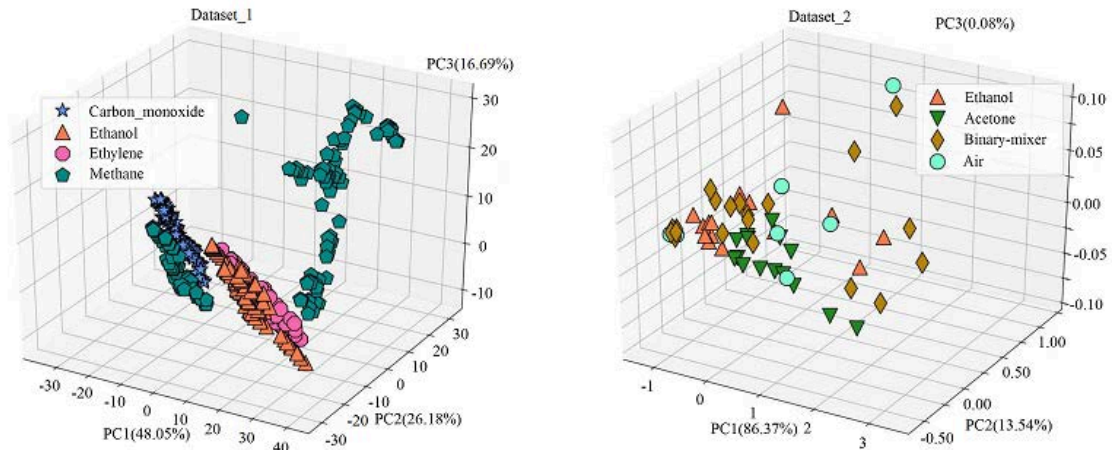 Dataset_1
PC3(16.69%)
Carbon_monoxide
Ethanol
Ethylene
Methane
30
20
10
0
-10
-30
-20
-10
0
10
20
30
40
PC1(48.05%)
-30
-20
-10
0
10
20
30
PC2(26.18%)
Dataset_2
PC3(0.08%)
Ethanol
Acetone
Binary-mixer
Air
0.10
0.05
0.00
-0.05
-0.10
-1
0
1
2
3
PC1(86.37%)
-0.50
0.00
0.50
1.00
PC2(13.54%)